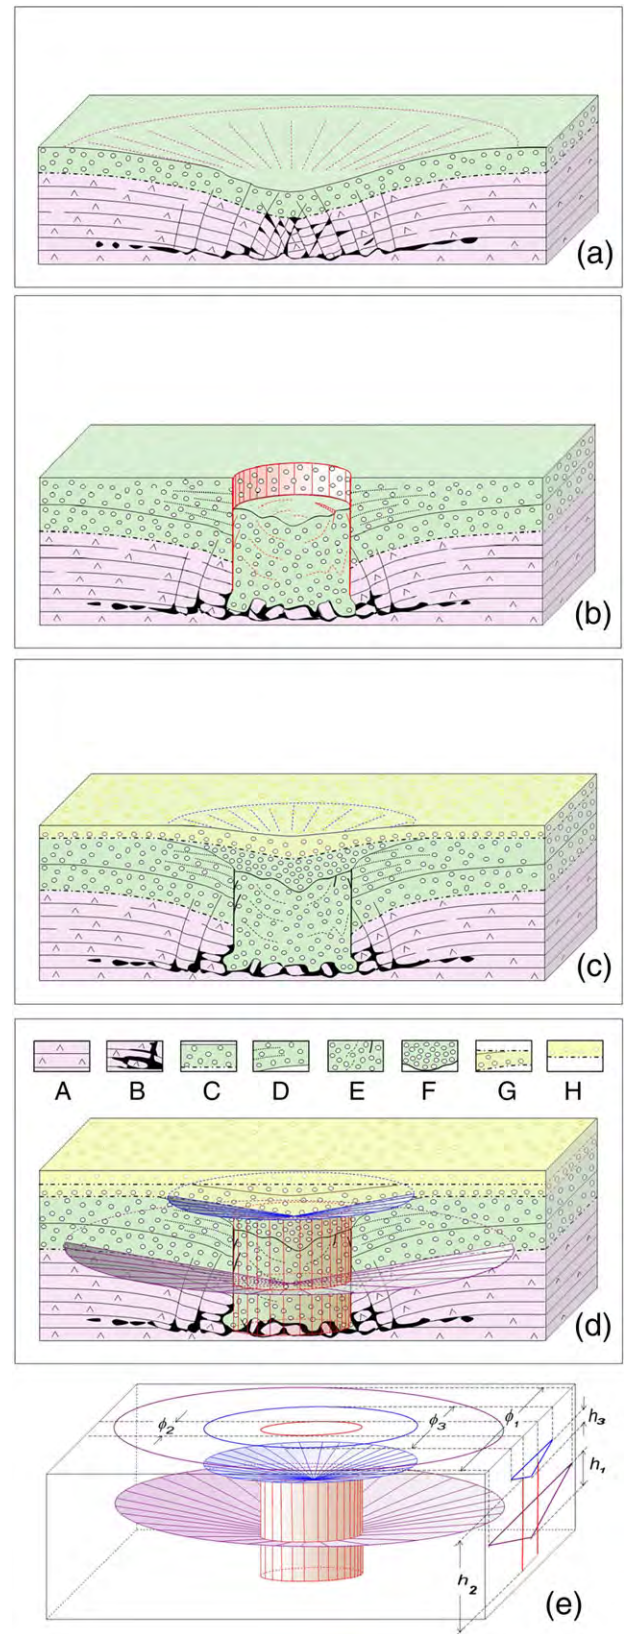 (a)
(b)
(c)
A B C D E F G H
(d)
ϕ₂ ϕ₃ ϕ₁ h₃
h₁
h₂
(e)